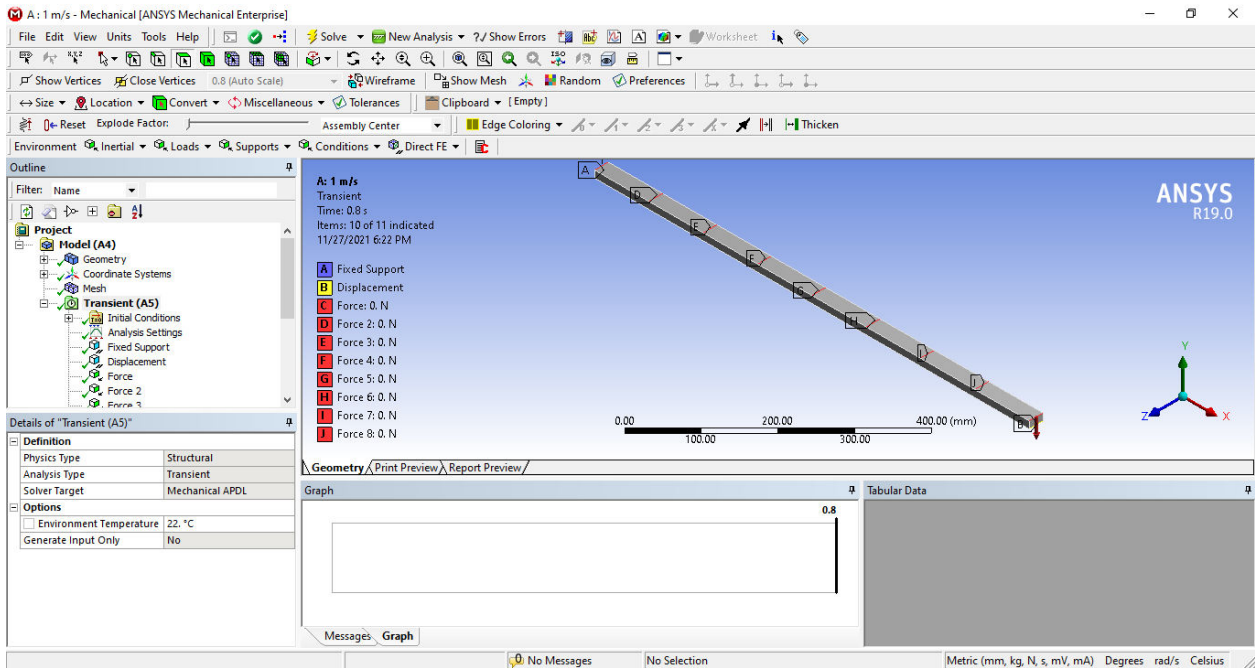 A : 1 m/s - Mechanical [ANSYS Mechanical Enterprise]
File Edit View Units Tools Help Solve New Analysis ?/ Show Errors Worksheet
Show Vertices Close Vertices 0.8 (Auto Scale) Wireframe Show Mesh Random Preferences
Size Location Convert Miscellaneous Tolerances Clipboard [Empty]
Reset Explode Factor: Assembly Center Edge Coloring Thicken
Environment Inertial Loads Supports Conditions Direct FE
Outline
Filter: Name
Project
Model (A4)
Geometry
Coordinate Systems
Mesh
Transient (A5)
Initial Conditions
Analysis Settings
Fixed Support
Displacement
Force
Force 2
Force 3
Details of "Transient (A5)"
Definition
Physics Type Structural
Analysis Type Transient
Solver Target Mechanical APDL
Options
Environment Temperature 22. °C
Generate Input Only No
A: 1 m/s
Transient
Time: 0.8 s
Items: 10 of 11 indicated
11/27/2021 6:22 PM
A Fixed Support
B Displacement
C Force: 0. N
D Force 2: 0. N
E Force 3: 0. N
F Force 4: 0. N
G Force 5: 0. N
H Force 6: 0. N
I Force 7: 0. N
J Force 8: 0. N
A
D
E
F
G
H
I
J
B
ANSYS
R19.0
0.00 200.00 400.00 (mm)
100.00 300.00
Y
Z X
Geometry Print Preview Report Preview
Graph
0.8
Messages Graph
Tabular Data
0 No Messages No Selection Metric (mm, kg, N, s, mV, mA) Degrees rad/s Celsius